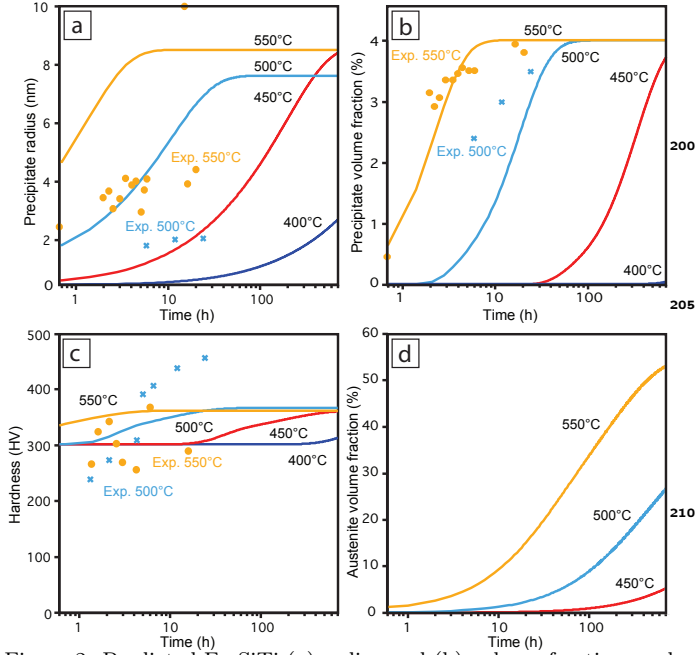 a
10
8
6
4
2
0
Precipitate radius (nm)
550°C
500°C
450°C
Exp. 550°C
Exp. 500°C
400°C
1
10
100
Time (h)
b
4
3
2
1
0
Precipitate volume fraction (%)
550°C
Exp. 550°C
500°C
450°C
Exp. 500°C
400°C
1
10
100
Time (h)
200
205
c
500
400
300
200
100
0
Hardness (HV)
550°C
500°C
450°C
400°C
Exp. 550°C
Exp. 500°C
1
10
100
Time (h)
d
60
50
40
30
20
10
0
Austenite volume fraction (%)
550°C
500°C
450°C
1
10
100
Time (h)
210